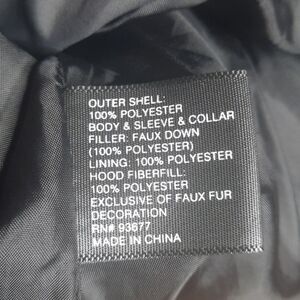 OUTER SHELL:
100% POLYESTER
BODY & SLEEVE & COLLAR
FILLER: FAUX DOWN
(100% POLYESTER)
LINING: 100% POLYESTER
HOOD FIBERFILL:
100% POLYESTER
EXCLUSIVE OF FAUX FUR
DECORATION
RN# 93677
MADE IN CHINA